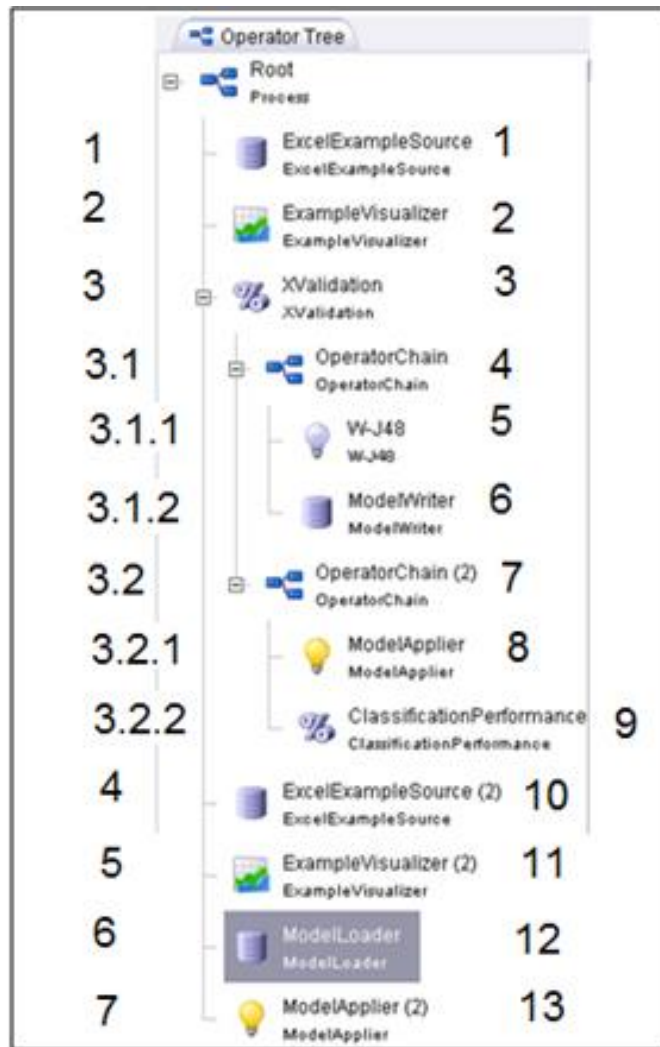 Operator Tree
Root
Process
1 ExcelExampleSource 1
ExcelExampleSource
2 ExampleVisualizer 2
ExampleVisualizer
3 XValidation 3
XValidation
3.1 OperatorChain 4
OperatorChain
3.1.1 W-J48 5
W-J48
3.1.2 ModelWriter 6
ModelWriter
3.2 OperatorChain (2) 7
OperatorChain
3.2.1 ModelApplier 8
ModelApplier
3.2.2 ClassificationPerformance 9
ClassificationPerformance
4 ExcelExampleSource (2) 10
ExcelExampleSource
5 ExampleVisualizer (2) 11
ExampleVisualizer
6 ModelLoader 12
ModelLoader
7 ModelApplier (2) 13
ModelApplier